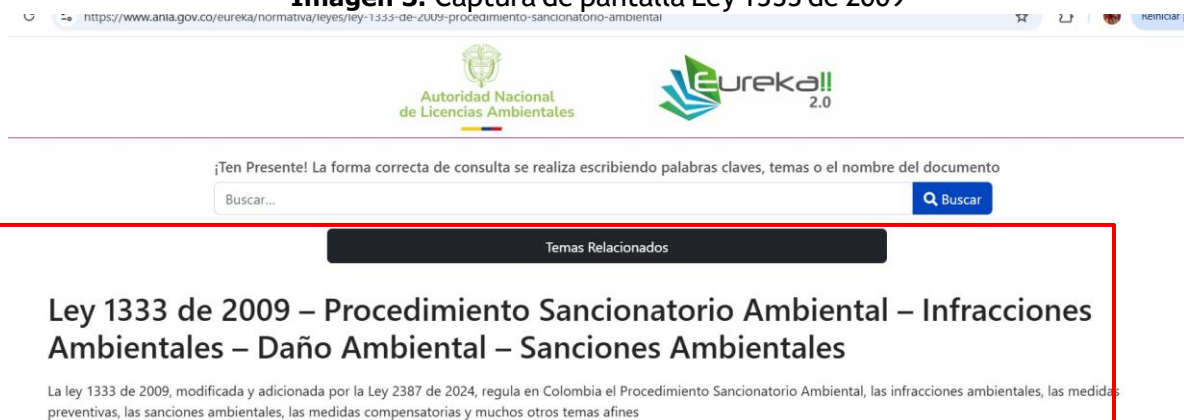 Imagen 3. Captura de pantalla Ley 1333 de 2009
https://www.anla.gov.co/eureka/normativa/leyes/ley-1333-de-2009-procedimiento-sancionatorio-ambiental
Reiniciar
Autoridad Nacional
de Licencias Ambientales
Eureka!!
2.0
¡Ten Presente! La forma correcta de consulta se realiza escribiendo palabras claves, temas o el nombre del documento
Buscar...
Buscar
Temas Relacionados
Ley 1333 de 2009 – Procedimiento Sancionatorio Ambiental – Infracciones
Ambientales – Daño Ambiental – Sanciones Ambientales
La ley 1333 de 2009, modificada y adicionada por la Ley 2387 de 2024, regula en Colombia el Procedimiento Sancionatorio Ambiental, las infracciones ambientales, las medidas
preventivas, las sanciones ambientales, las medidas compensatorias y muchos otros temas afines